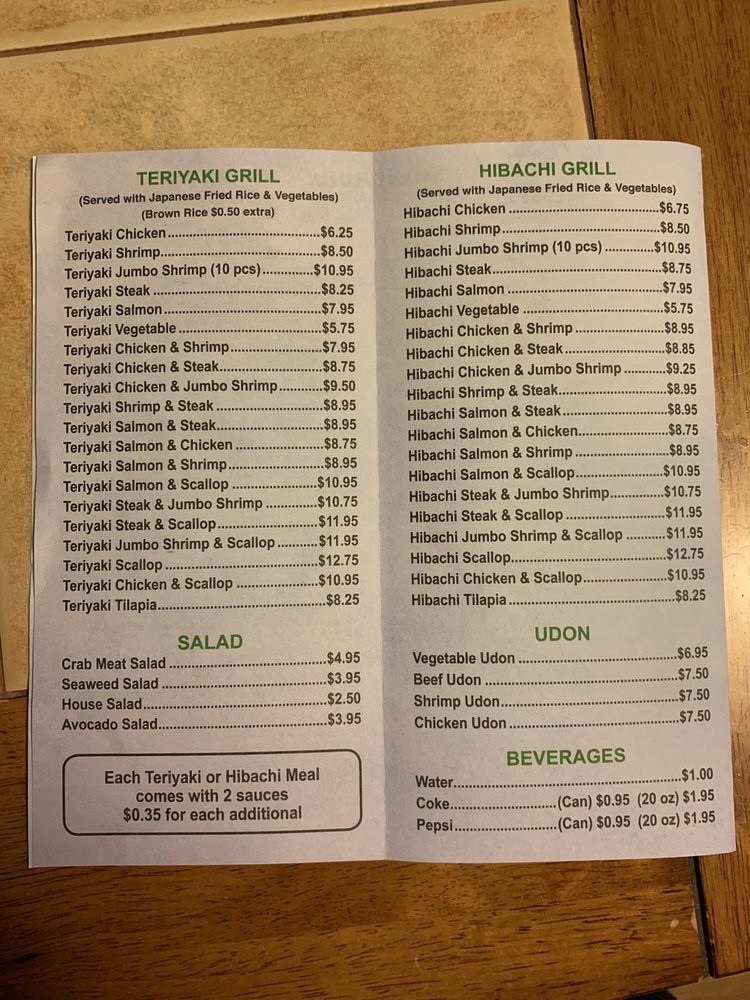 TERIYAKI GRILL
(Served with Japanese Fried Rice & Vegetables)
(Brown Rice $0.50 extra)
Teriyaki Chicken....................................$6.25
Teriyaki Shrimp.....................................$8.50
Teriyaki Jumbo Shrimp (10 pcs)............$10.95
Teriyaki Steak .......................................$8.25
Teriyaki Salmon.....................................$7.95
Teriyaki Vegetable .................................$5.75
Teriyaki Chicken & Shrimp.....................$7.95
Teriyaki Chicken & Steak........................$8.75
Teriyaki Chicken & Jumbo Shrimp..........$9.50
Teriyaki Shrimp & Steak .........................$8.95
Teriyaki Salmon & Steak.........................$8.95
Teriyaki Salmon & Chicken .....................$8.75
Teriyaki Salmon & Shrimp.......................$8.95
Teriyaki Salmon & Scallop ....................$10.95
Teriyaki Steak & Jumbo Shrimp ............$10.75
Teriyaki Steak & Scallop.......................$11.95
Teriyaki Jumbo Shrimp & Scallop .........$11.95
Teriyaki Scallop ....................................$12.75
Teriyaki Chicken & Scallop ...................$10.95
Teriyaki Tilapia.......................................$8.25
SALAD
Crab Meat Salad .....................................$4.95
Seaweed Salad .......................................$3.95
House Salad...........................................$2.50
Avocado Salad........................................$3.95
Each Teriyaki or Hibachi Meal
comes with 2 sauces
$0.35 for each additional
HIBACHI GRILL
(Served with Japanese Fried Rice & Vegetables)
Hibachi Chicken ....................................$6.75
Hibachi Shrimp......................................$8.50
Hibachi Jumbo Shrimp (10 pcs) ............$10.95
Hibachi Steak........................................$8.75
Hibachi Salmon .....................................$7.95
Hibachi Vegetable .................................$5.75
Hibachi Chicken & Shrimp .....................$8.95
Hibachi Chicken & Steak........................$8.85
Hibachi Chicken & Jumbo Shrimp ..........$9.25
Hibachi Shrimp & Steak.........................$8.95
Hibachi Salmon & Steak.........................$8.95
Hibachi Salmon & Chicken.....................$8.75
Hibachi Salmon & Shrimp ......................$8.95
Hibachi Salmon & Scallop.....................$10.95
Hibachi Steak & Jumbo Shrimp.............$10.75
Hibachi Steak & Scallop .......................$11.95
Hibachi Jumbo Shrimp & Scallop .........$11.95
Hibachi Scallop.....................................$12.75
Hibachi Chicken & Scallop....................$10.95
Hibachi Tilapia .......................................$8.25
UDON
Vegetable Udon ......................................$6.95
Beef Udon ..............................................$7.50
Shrimp Udon...........................................$7.50
Chicken Udon .........................................$7.50
BEVERAGES
Water......................................................$1.00
Coke.........................(Can) $0.95 (20 oz) $1.95
Pepsi........................(Can) $0.95 (20 oz) $1.95